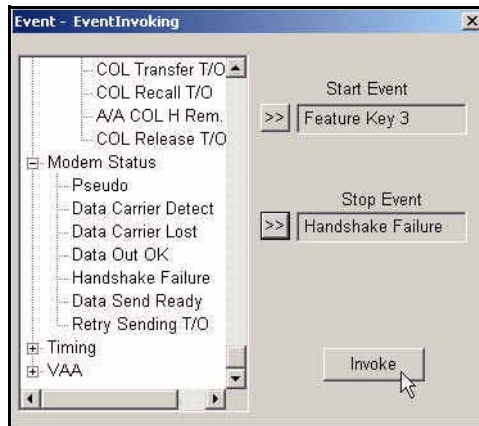 Event - EventInvoking
COL Transfer T/O
COL Recall T/O
A/A COL H Rem.
COL Release T/O
Modem Status
Pseudo
Data Carrier Detect
Data Carrier Lost
Data Out OK
Handshake Failure
Data Send Ready
Retry Sending T/O
Timing
VAA
Start Event
>> Feature Key 3
Stop Event
>> Handshake Failure
Invoke